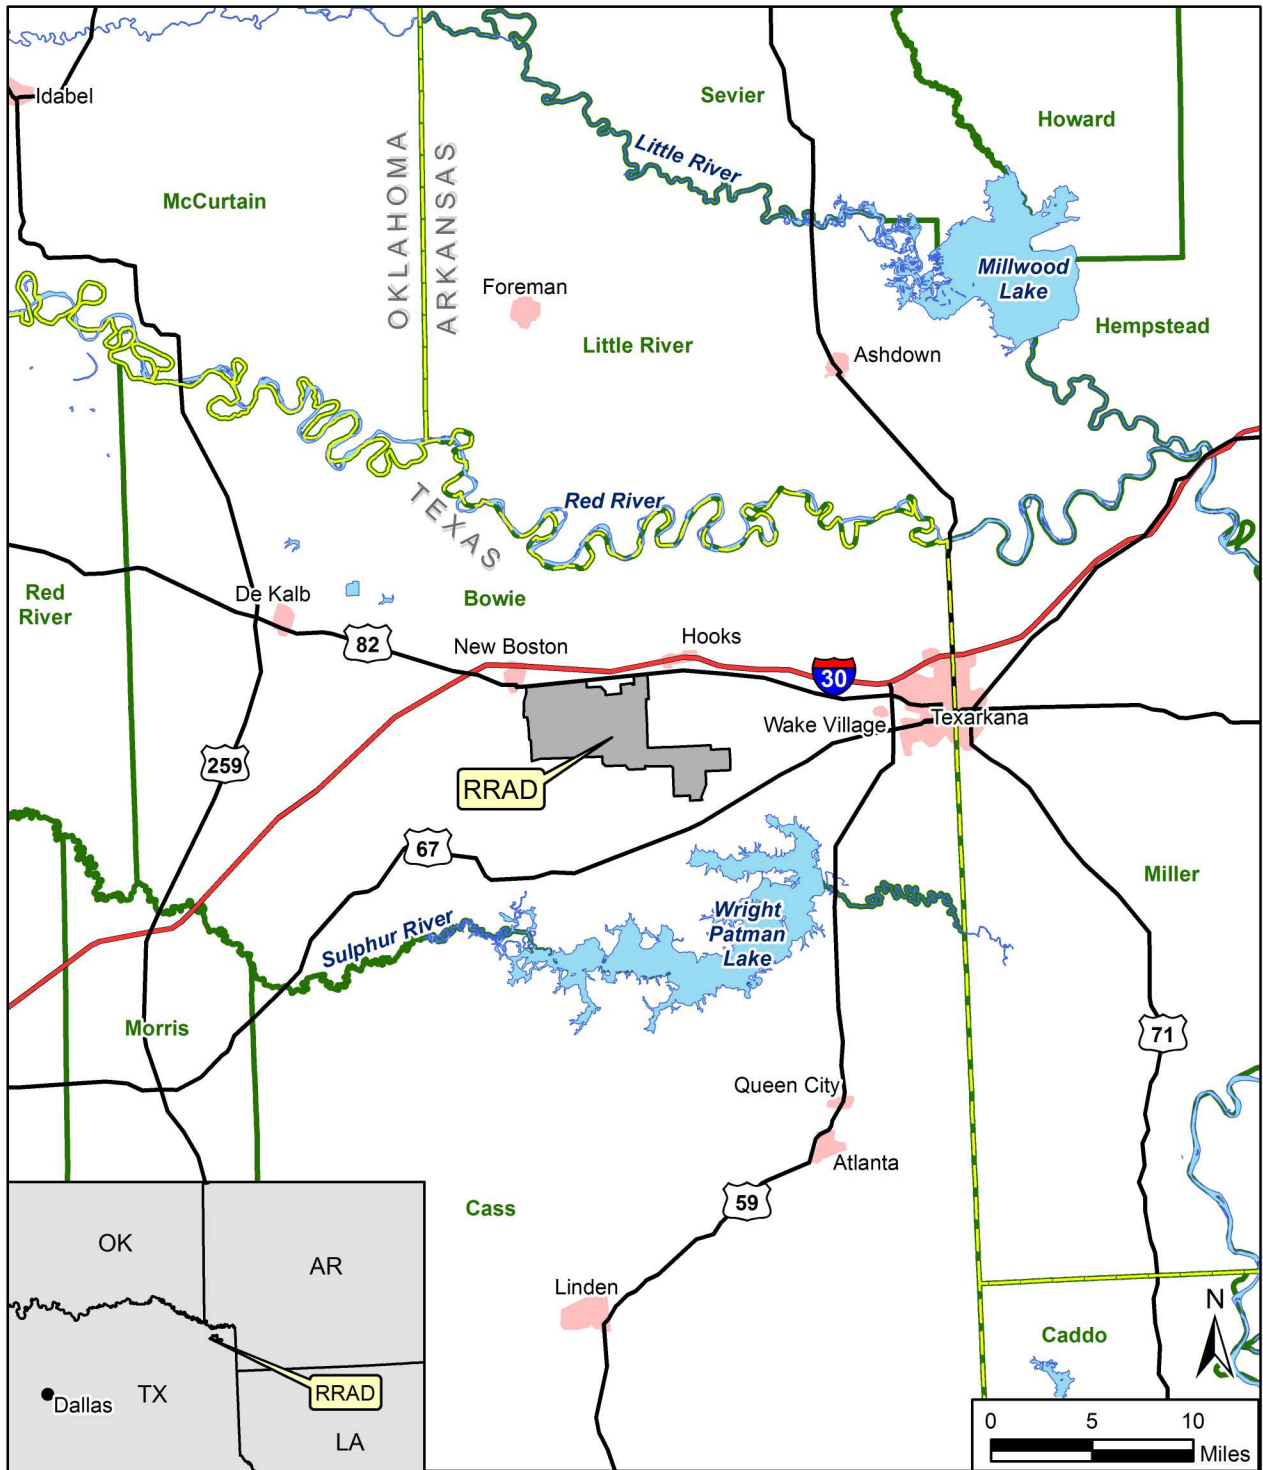 Idabel
Sevier
Howard
Little River
McCurtain
OKLAHOMA
ARKANSAS
Millwood
Lake
Foreman
Little River
Hempstead
Ashdown
Red River
TEXAS
Red
River
De Kalb
Bowie
82
New Boston
Hooks
30
Wake Village
Texarkana
259
RRAD
67
Miller
Wright
Patman
Lake
Sulphur River
Morris
71
Queen City
Atlanta
59
Cass
Linden
Caddo
N
OK
AR
TX
Dallas
RRAD
LA
0 5 10
Miles